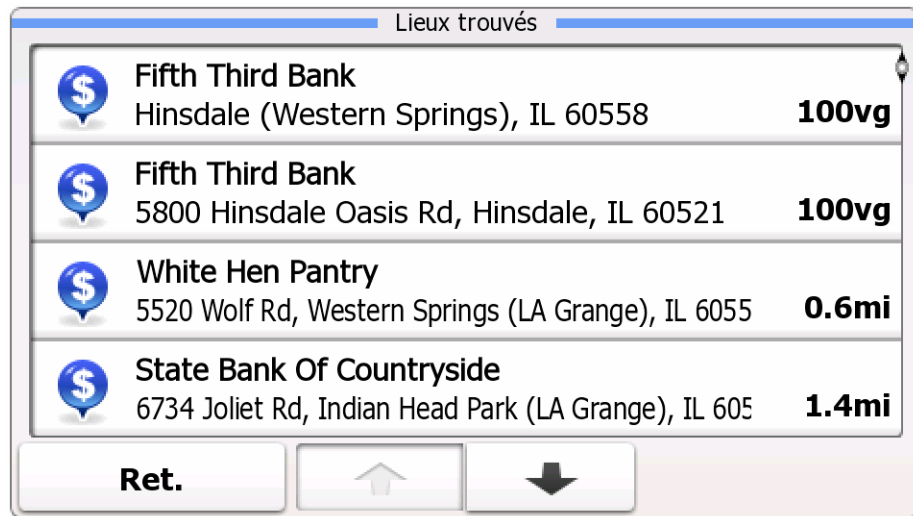 Lieux trouvés
Fifth Third Bank
Hinsdale (Western Springs), IL 60558
100vg
Fifth Third Bank
5800 Hinsdale Oasis Rd, Hinsdale, IL 60521
100vg
White Hen Pantry
5520 Wolf Rd, Western Springs (LA Grange), IL 6055
0.6mi
State Bank Of Countryside
6734 Joliet Rd, Indian Head Park (LA Grange), IL 605
1.4mi
Ret.